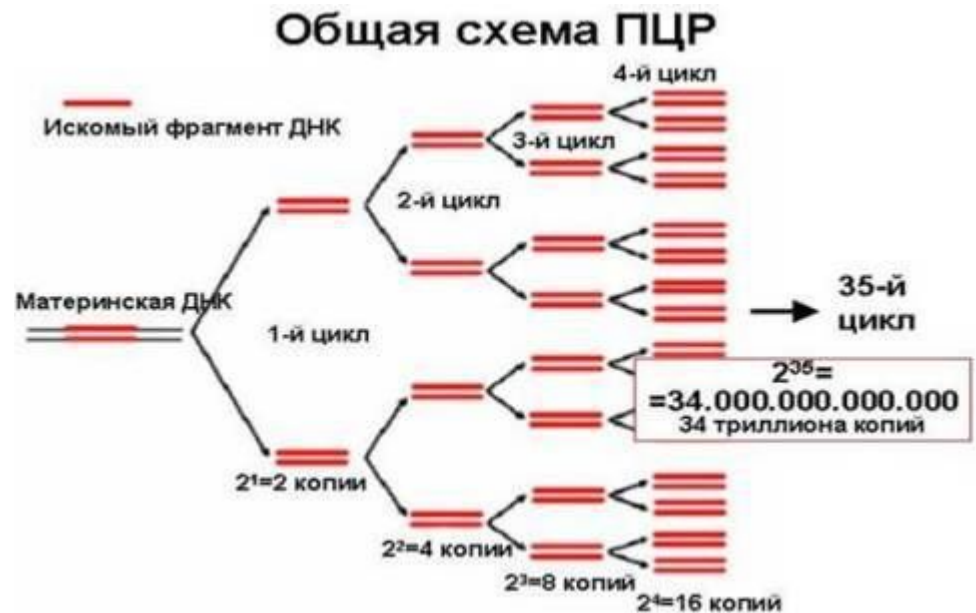 Общая схема ПЦР
4-й цикл
Искомый фрагмент ДНК
3-й цикл
2-й цикл
Материнская ДНК
1-й цикл
35-й
цикл
2³⁵=
=34.000.000.000.000
34 триллиона копий
2¹=2 копии
2²=4 копии
2³=8 копий
2⁴=16 копий